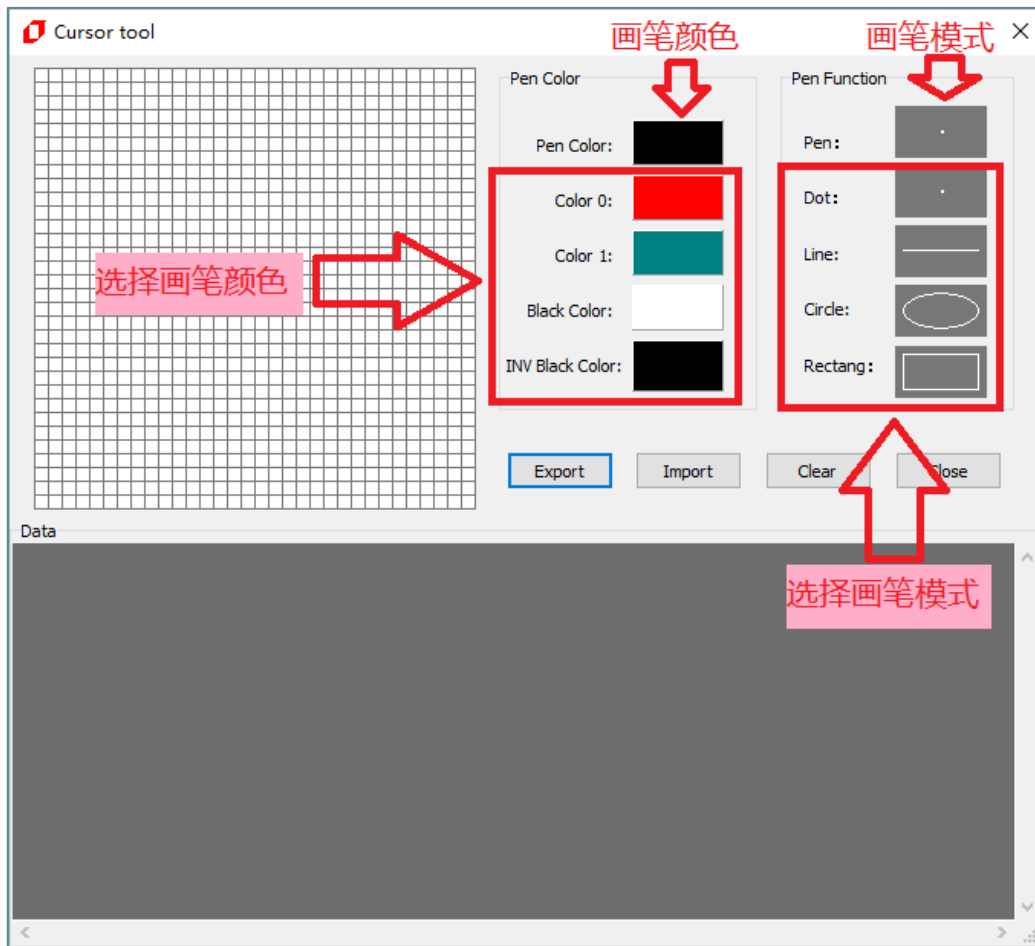 Cursor tool
画笔颜色
画笔模式
Pen Color
Pen Color:
Color 0:
Color 1:
Black Color:
INV Black Color:
选择画笔颜色
Pen Function
Pen:
Dot:
Line:
Circle:
Rectang:
Export
Import
Clear
Close
Data
选择画笔模式